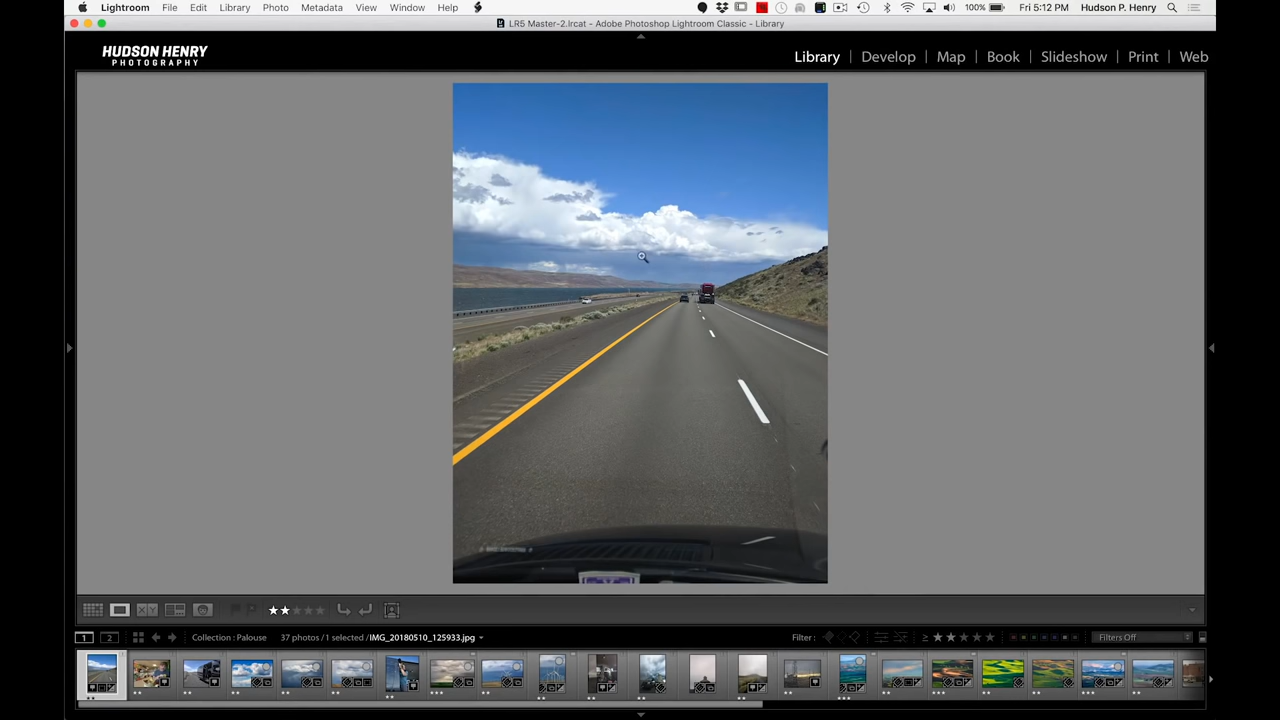 Lightroom File Edit Library Photo Metadata View Window Help 100% Fri 5:12 PM Hudson P. Henry
LR5 Master-2.lrcat - Adobe Photoshop Lightroom Classic - Library
HUDSON HENRY
PHOTOGRAPHY
Library | Develop | Map | Book | Slideshow | Print | Web
1 2 Collection : Palouse 37 photos / 1 selected / IMG_20180510_125933.jpg Filter : Filters Off